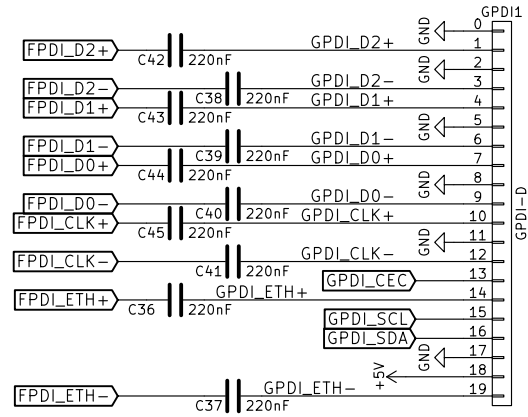 GPDI1
GND 0
FPDI_D2+ C42 220nF GPDI_D2+ 1
GND 2
FPDI_D2- C38 220nF GPDI_D2- 3
FPDI_D1+ C43 220nF GPDI_D1+ 4
GND 5
FPDI_D1- C39 220nF GPDI_D1- 6
FPDI_D0+ C44 220nF GPDI_D0+ 7
GND 8
FPDI_D0- C40 220nF GPDI_D0- 9
FPDI_CLK+ C45 220nF GPDI_CLK+ 10
GND 11
FPDI_CLK- C41 220nF GPDI_CLK- 12
GPDI_CEC 13
FPDI_ETH+ C36 220nF GPDI_ETH+ 14
GPDI_SCL 15
GPDI_SDA 16
GND 17
+5V 18
FPDI_ETH- C37 220nF GPDI_ETH- 19
GPDI-D